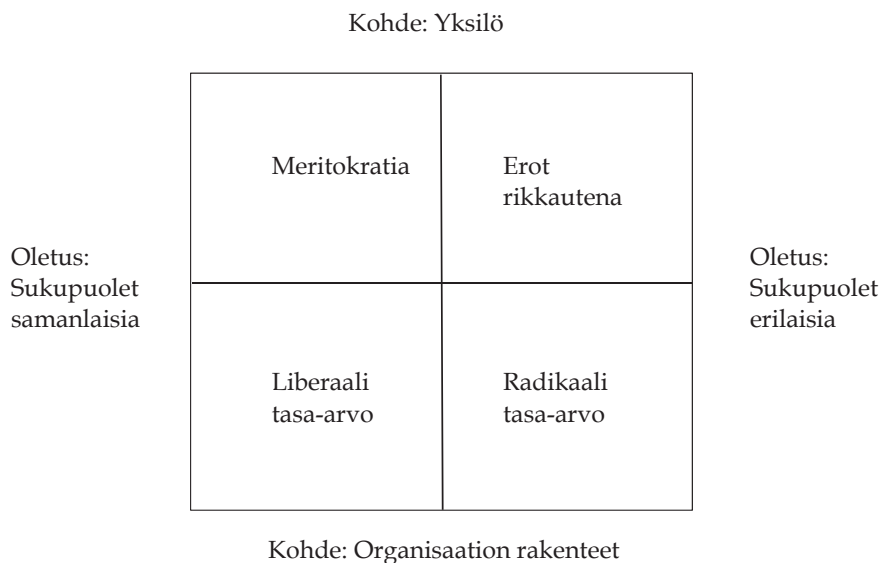 Kohde: Yksilö
Meritokratia
Erot
rikkautena
Oletus:
Sukupuolet
samanlaisia
Oletus:
Sukupuolet
erilaisia
Liberaali
tasa-arvo
Radikaali
tasa-arvo
Kohde: Organisaation rakenteet